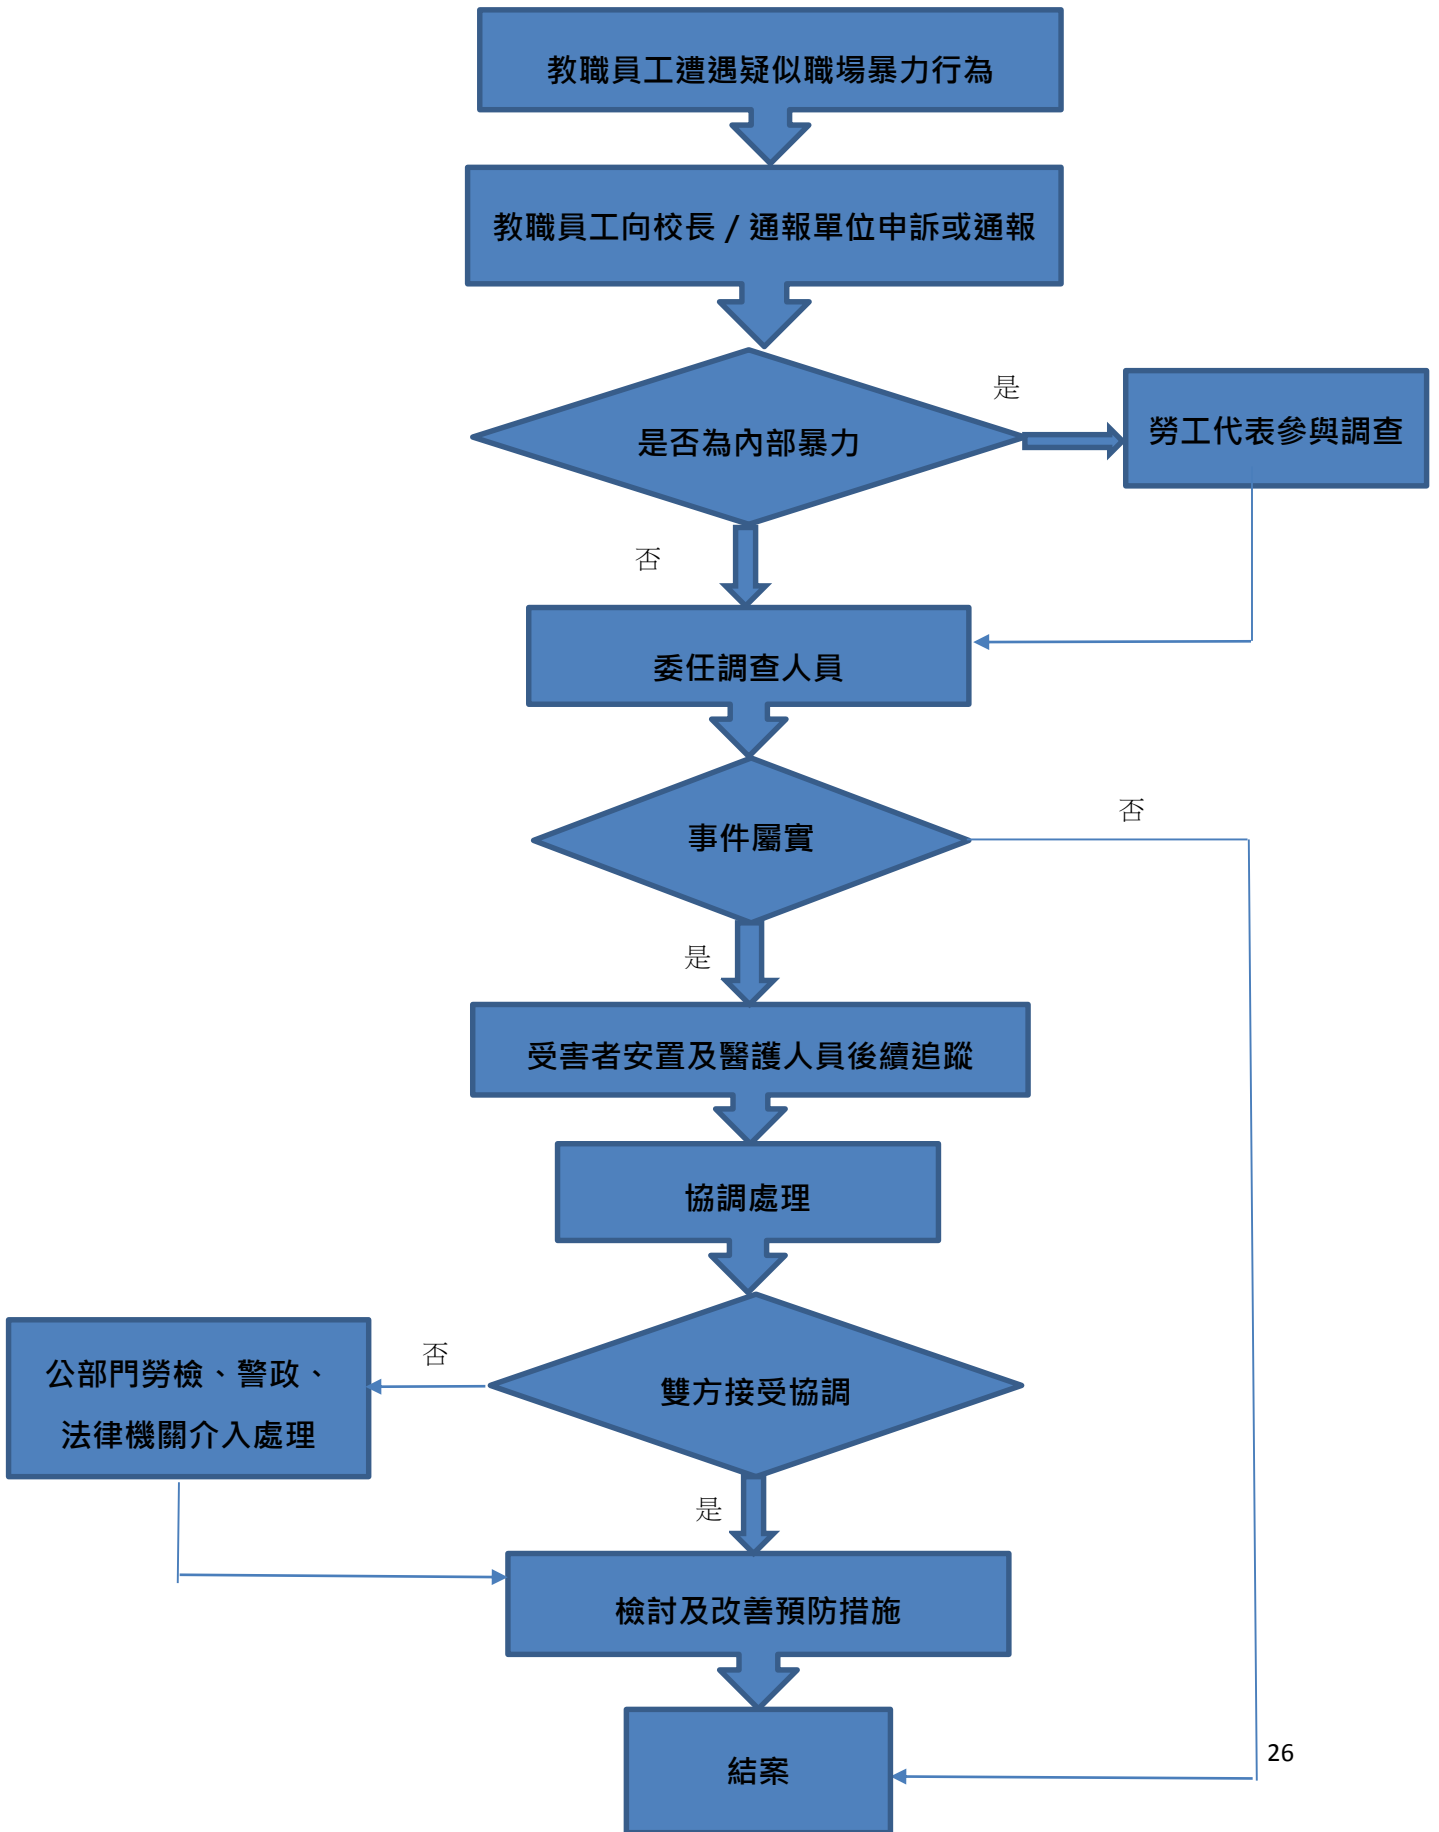 教職員工遭遇疑似職場暴力行為
教職員工向校長 / 通報單位申訴或通報
是
是否為內部暴力
勞工代表參與調查
否
委任調查人員
否
事件屬實
是
受害者安置及醫護人員後續追蹤
協調處理
否
公部門勞檢、警政、
法律機關介入處理
雙方接受協調
是
檢討及改善預防措施
26
結案